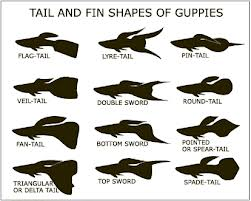 TAIL AND FIN SHAPES OF GUPPIES
FLAG-TAIL
LYRE-TAIL
PIN-TAIL
VEIL-TAIL
DOUBLE SWORD
ROUND-TAIL
FAN-TAIL
BOTTOM SWORD
POINTED
OR SPEAR-TAIL
TRIANGULAR
OR DELTA TAIL
TOP SWORD
SPADE-TAIL